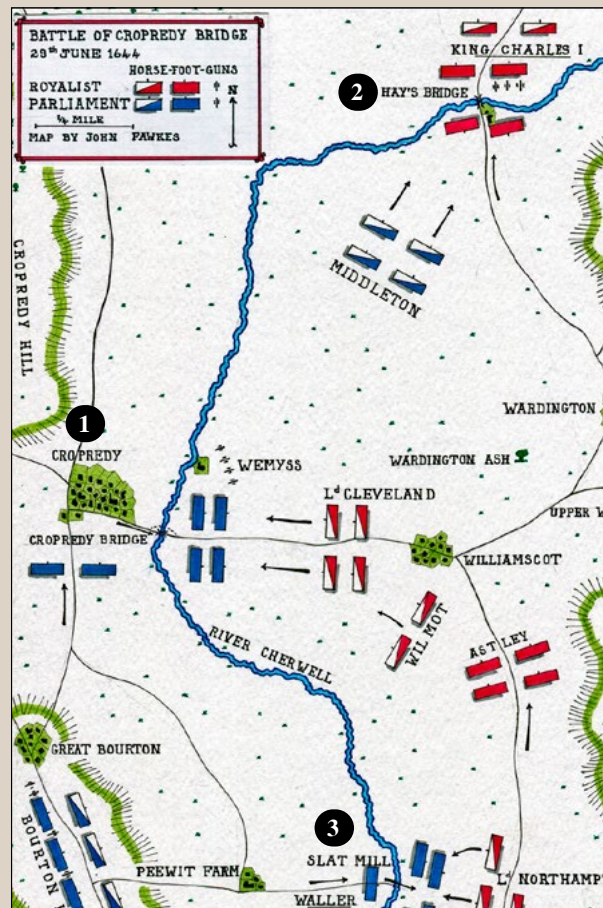 BATTLE OF CROPREDY BRIDGE
29th JUNE 1644
HORSE-FOOT-GUNS
ROYALIST
PARLIAMENT
N
¼ MILE
MAP BY JOHN FAWKES
KING CHARLES I
2
HAY'S BRIDGE
MIDDLETON
CROPREDY HILL
1
CROPREDY
WEMYSS
WARDINGTON
WARDINGTON ASH
Ld CLEVELAND
UPPER W
CROPREDY BRIDGE
WILLIAMSCOT
WILMOT
ASTLEY
RIVER CHERWELL
GREAT BOURTON
BOURTON
3
SLAT MILL
PEEWIT FARM
WALLER
Ld NORTHAMP